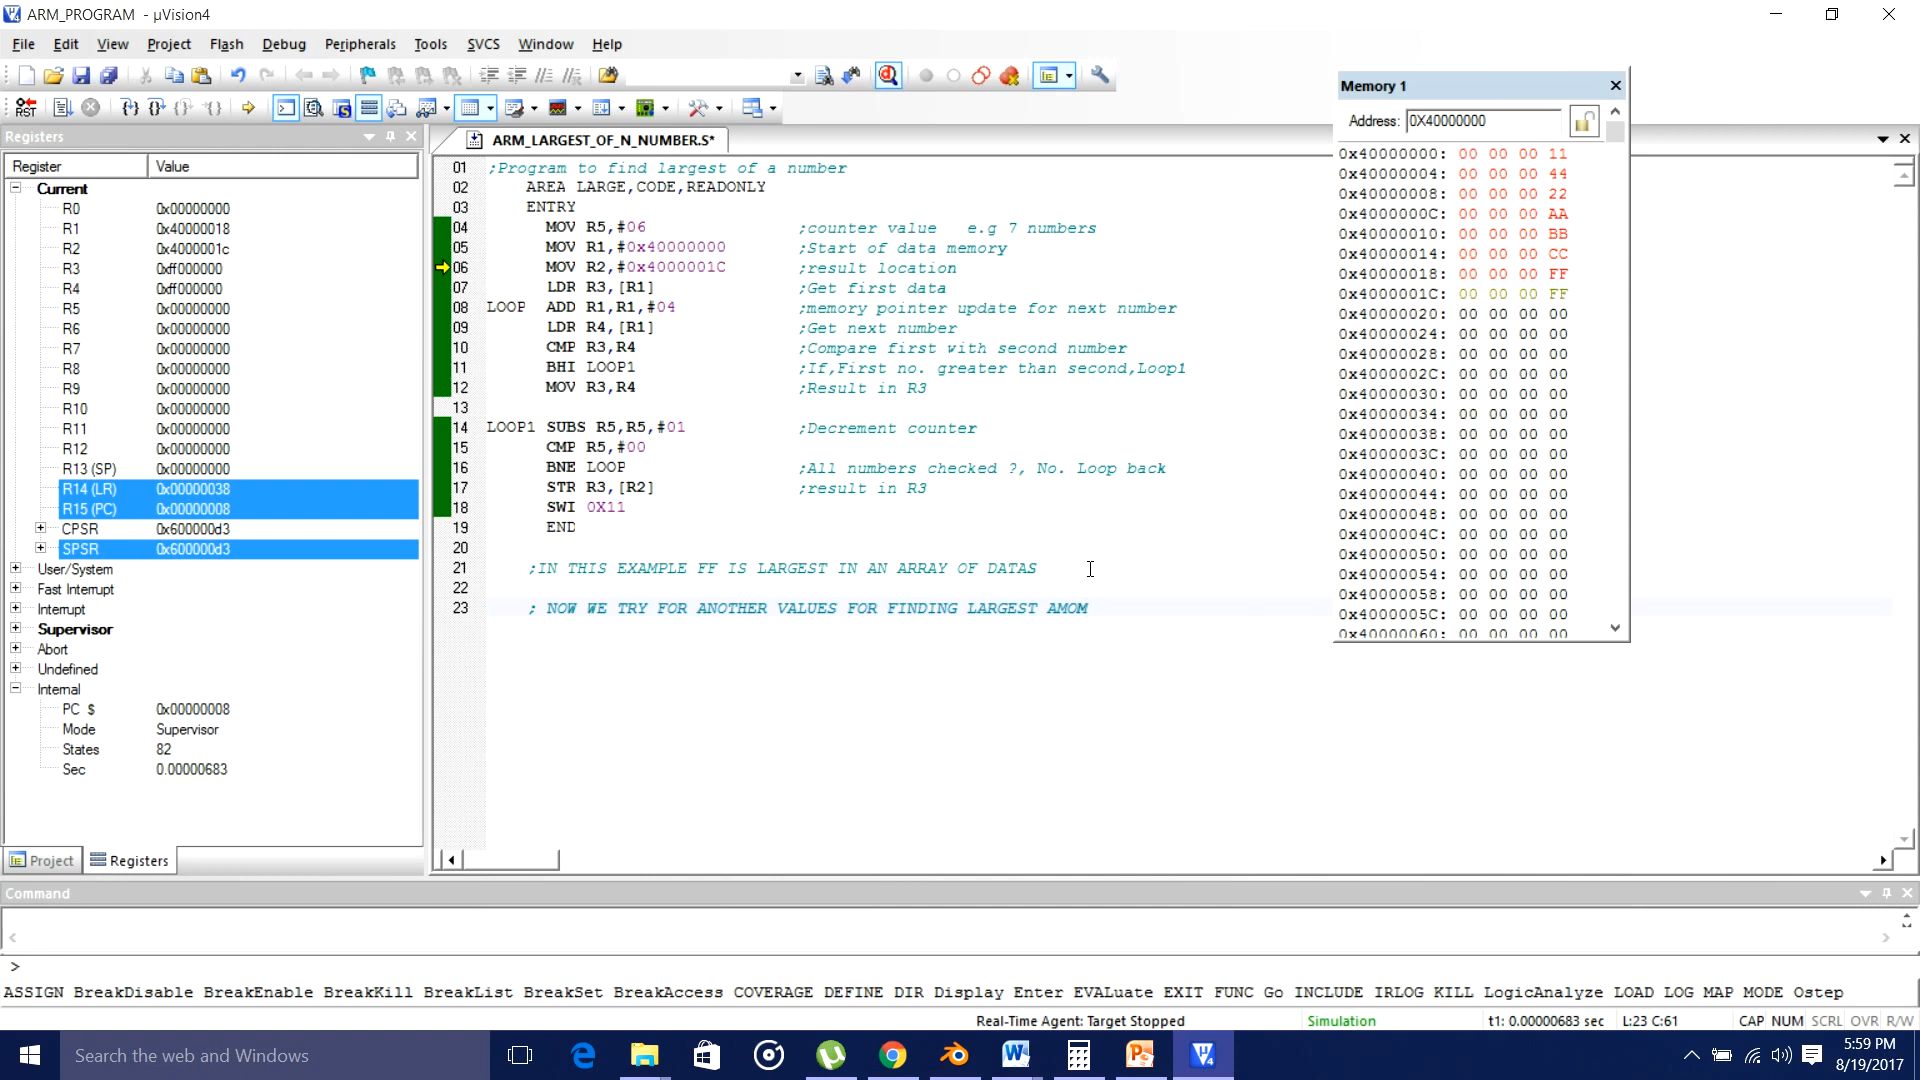 ARM_PROGRAM - µVision4
File Edit View Project Flash Debug Peripherals Tools SVCS Window Help
Registers
Register Value
Current
R0 0x00000000
R1 0x40000018
R2 0x4000001c
R3 0xff000000
R4 0xff000000
R5 0x00000000
R6 0x00000000
R7 0x00000000
R8 0x00000000
R9 0x00000000
R10 0x00000000
R11 0x00000000
R12 0x00000000
R13 (SP) 0x00000000
R14 (LR) 0x00000038
R15 (PC) 0x00000008
CPSR 0x600000d3
SPSR 0x600000d3
User/System
Fast Interrupt
Interrupt
Supervisor
Abort
Undefined
Internal
PC $ 0x00000008
Mode Supervisor
States 82
Sec 0.00000683
Project Registers
ARM_LARGEST_OF_N_NUMBER.S*
01 ;Program to find largest of a number
02 AREA LARGE,CODE,READONLY
03 ENTRY
04 MOV R5,#06 ;counter value e.g 7 numbers
05 MOV R1,#0x40000000 ;Start of data memory
06 MOV R2,#0x4000001C ;result location
07 LDR R3,[R1] ;Get first data
08 LOOP ADD R1,R1,#04 ;memory pointer update for next number
09 LDR R4,[R1] ;Get next number
10 CMP R3,R4 ;Compare first with second number
11 BHI LOOP1 ;If,First no. greater than second,Loop1
12 MOV R3,R4 ;Result in R3
13
14 LOOP1 SUBS R5,R5,#01 ;Decrement counter
15 CMP R5,#00
16 BNE LOOP ;All numbers checked ?, No. Loop back
17 STR R3,[R2] ;result in R3
18 SWI 0X11
19 END
20
21 ;IN THIS EXAMPLE FF IS LARGEST IN AN ARRAY OF DATAS
22
23 ; NOW WE TRY FOR ANOTHER VALUES FOR FINDING LARGEST AMOM
Memory 1
Address: 0X40000000
0x40000000: 00 00 00 11
0x40000004: 00 00 00 44
0x40000008: 00 00 00 22
0x4000000C: 00 00 00 AA
0x40000010: 00 00 00 BB
0x40000014: 00 00 00 CC
0x40000018: 00 00 00 FF
0x4000001C: 00 00 00 FF
0x40000020: 00 00 00 00
0x40000024: 00 00 00 00
0x40000028: 00 00 00 00
0x4000002C: 00 00 00 00
0x40000030: 00 00 00 00
0x40000034: 00 00 00 00
0x40000038: 00 00 00 00
0x4000003C: 00 00 00 00
0x40000040: 00 00 00 00
0x40000044: 00 00 00 00
0x40000048: 00 00 00 00
0x4000004C: 00 00 00 00
0x40000050: 00 00 00 00
0x40000054: 00 00 00 00
0x40000058: 00 00 00 00
0x4000005C: 00 00 00 00
0x40000060: 00 00 00 00
Command
>
ASSIGN BreakDisable BreakEnable BreakKill BreakList BreakSet BreakAccess COVERAGE DEFINE DIR Display Enter EVALuate EXIT FUNC Go INCLUDE IRLOG KILL LogicAnalyze LOAD LOG MAP MODE Ostep
Real-Time Agent: Target Stopped Simulation t1: 0.00000683 sec L:23 C:61 CAP NUM SCRL OVR R/W
Search the web and Windows
5:59 PM
8/19/2017